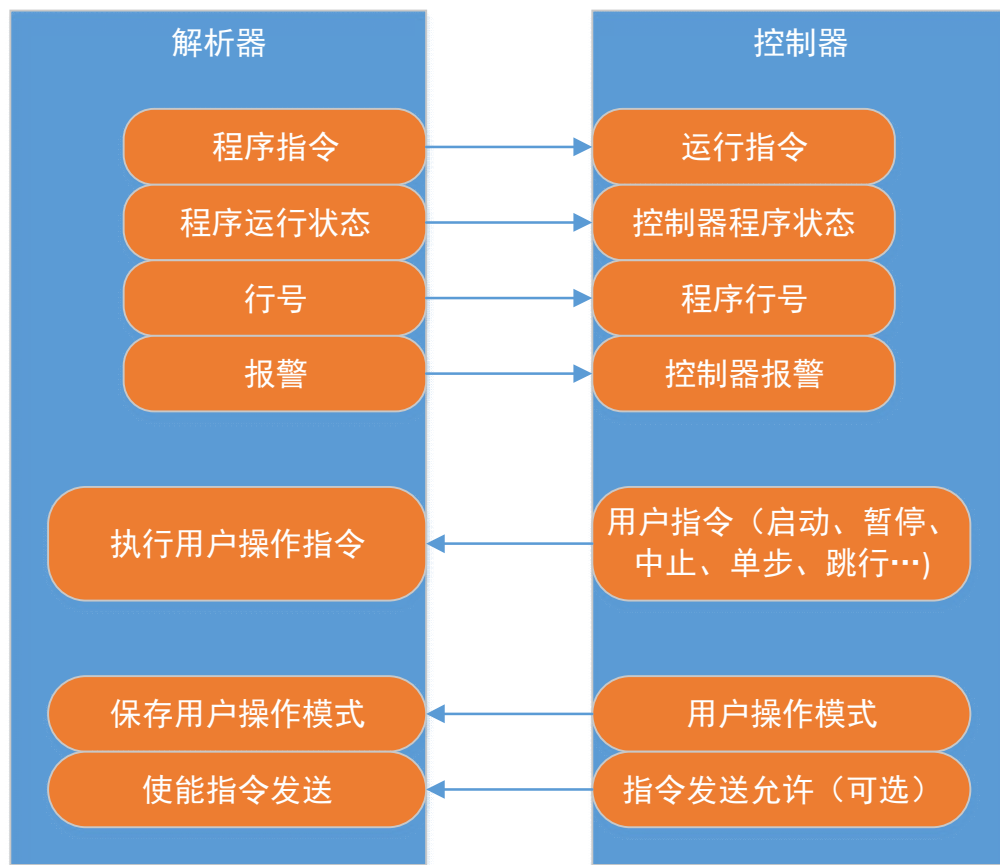 解析器
控制器
程序指令
运行指令
程序运行状态
控制器程序状态
行号
程序行号
报警
控制器报警
执行用户操作指令
用户指令（启动、暂停、
中止、单步、跳行…)
保存用户操作模式
用户操作模式
使能指令发送
指令发送允许（可选）